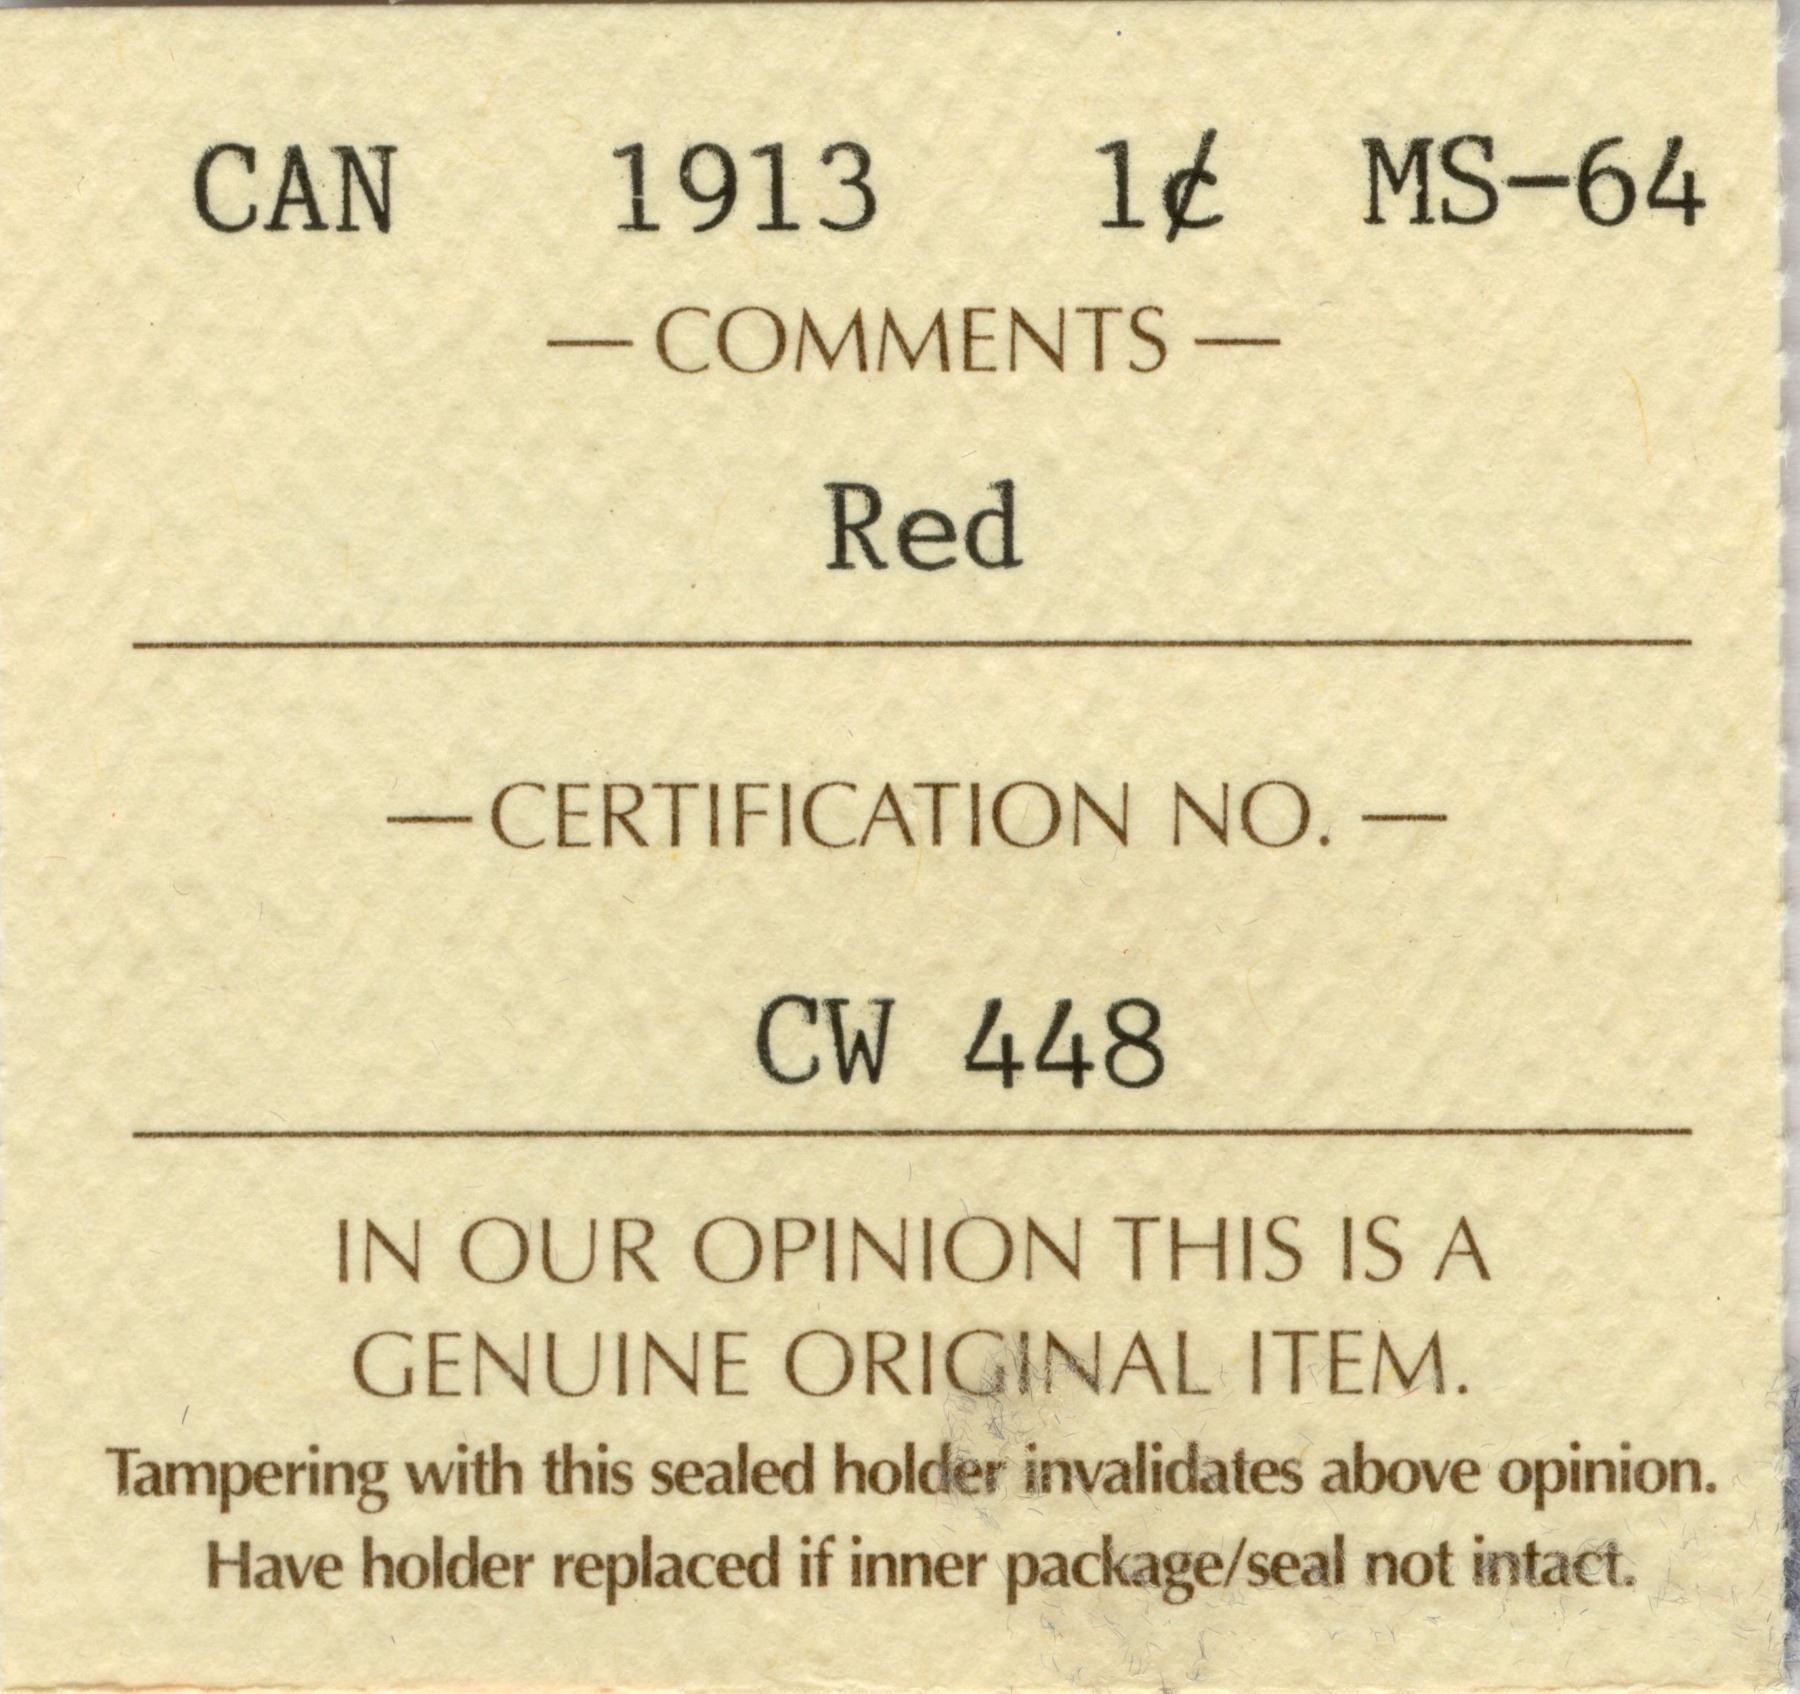 CAN 1913 1¢ MS-64
— COMMENTS —
Red
— CERTIFICATION NO. —
CW 448
IN OUR OPINION THIS IS A
GENUINE ORIGINAL ITEM.
Tampering with this sealed holder invalidates above opinion.
Have holder replaced if inner package/seal not intact.